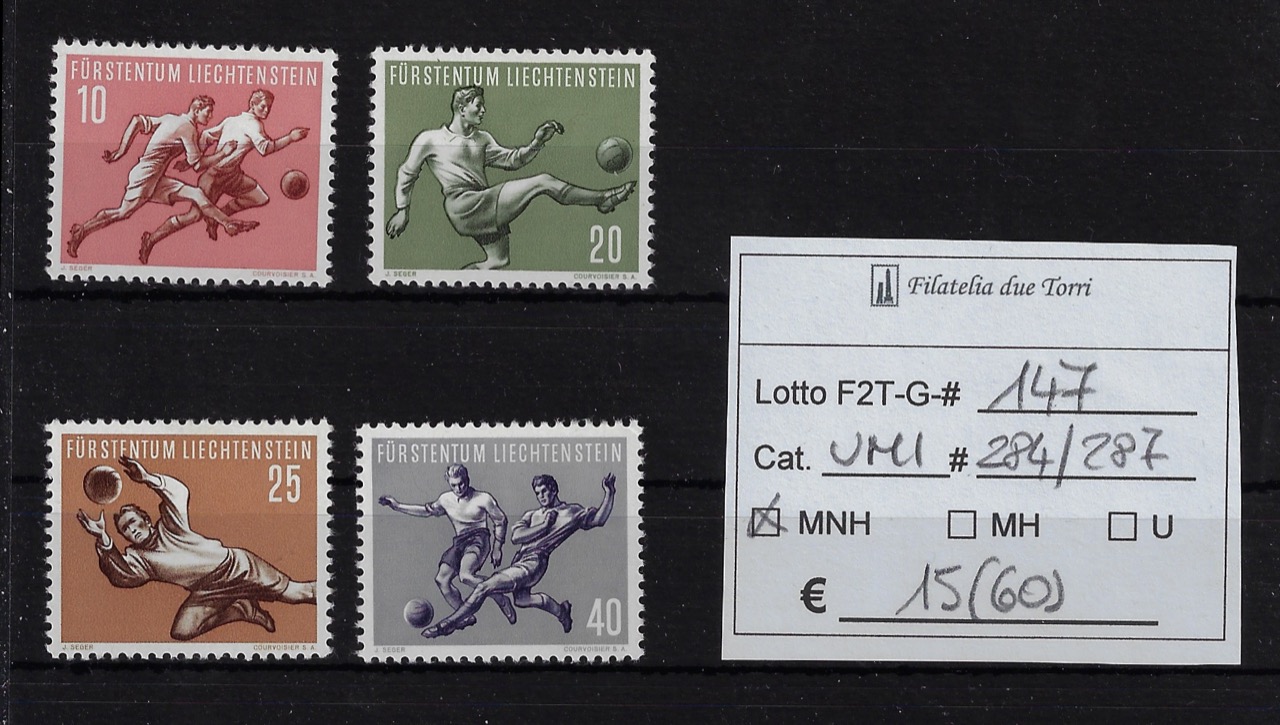 FÜRSTENTUM LIECHTENSTEIN
10
J. SEGER COURVOISIER S. A.
FÜRSTENTUM LIECHTENSTEIN
20
J. SEGER COURVOISIER S. A.
FÜRSTENTUM LIECHTENSTEIN
25
J. SEGER COURVOISIER S. A.
FÜRSTENTUM LIECHTENSTEIN
40
J. SEGER COURVOISIER S. A.
Filatelia due Torri
Lotto F2T-G-# 147
Cat. UMI # 284/287
MNH MH U
€ 15(60)